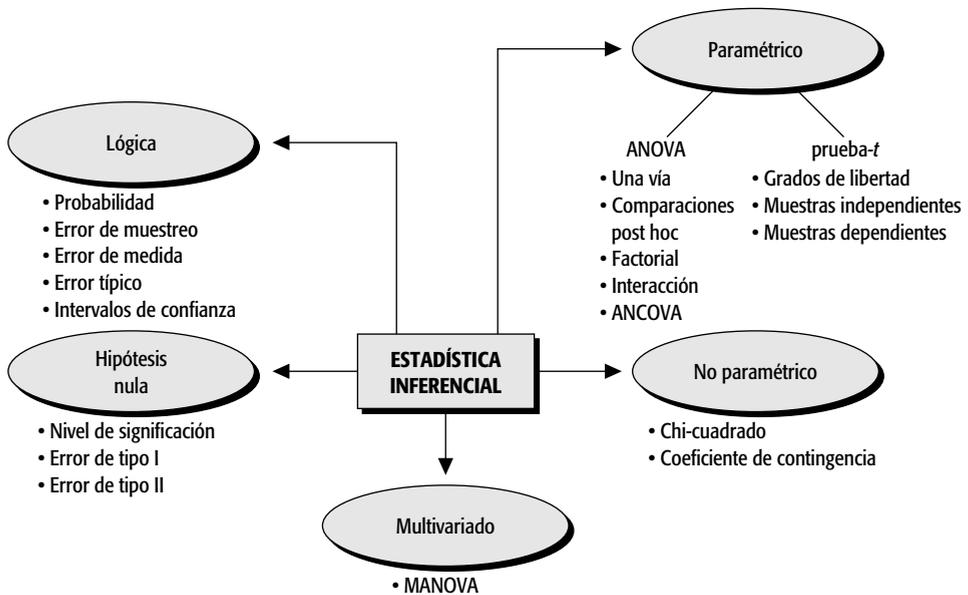 Paramétrico
ANOVA
• Una vía
• Comparaciones
post hoc
• Factorial
• Interacción
• ANCOVA
prueba-t
• Grados de libertad
• Muestras independientes
• Muestras dependientes
Lógica
• Probabilidad
• Error de muestreo
• Error de medida
• Error típico
• Intervalos de confianza
ESTADÍSTICA
INFERENCIAL
Hipótesis
nula
• Nivel de significación
• Error de tipo I
• Error de tipo II
No paramétrico
• Chi-cuadrado
• Coeficiente de contingencia
Multivariado
• MANOVA